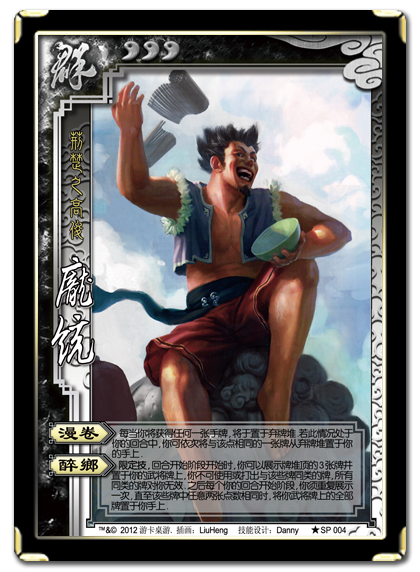 群
荆楚之高俊
龐统
漫卷
每当你将获得任何一张手牌,将于置于弃牌堆.若此情况处于
你的回合中,你可依次将与该点相同的一张牌从弃牌堆置于你
的手上.
醉鄉
限定技,回合开始阶段开始时,你可以展示牌堆顶的3张牌并
置于你的武将牌上,你不可使用或打出与这些牌同类的牌,所有
同类的牌对你无效.之后每个你的回合开始阶段,你须重复展示
一次,直至该些牌中任意两张点数相同时,将你武将牌上的全部
牌置于你手上.
™&© 2012 游卡桌游. 插画：LiuHeng 技能设计：Danny ★SP 004